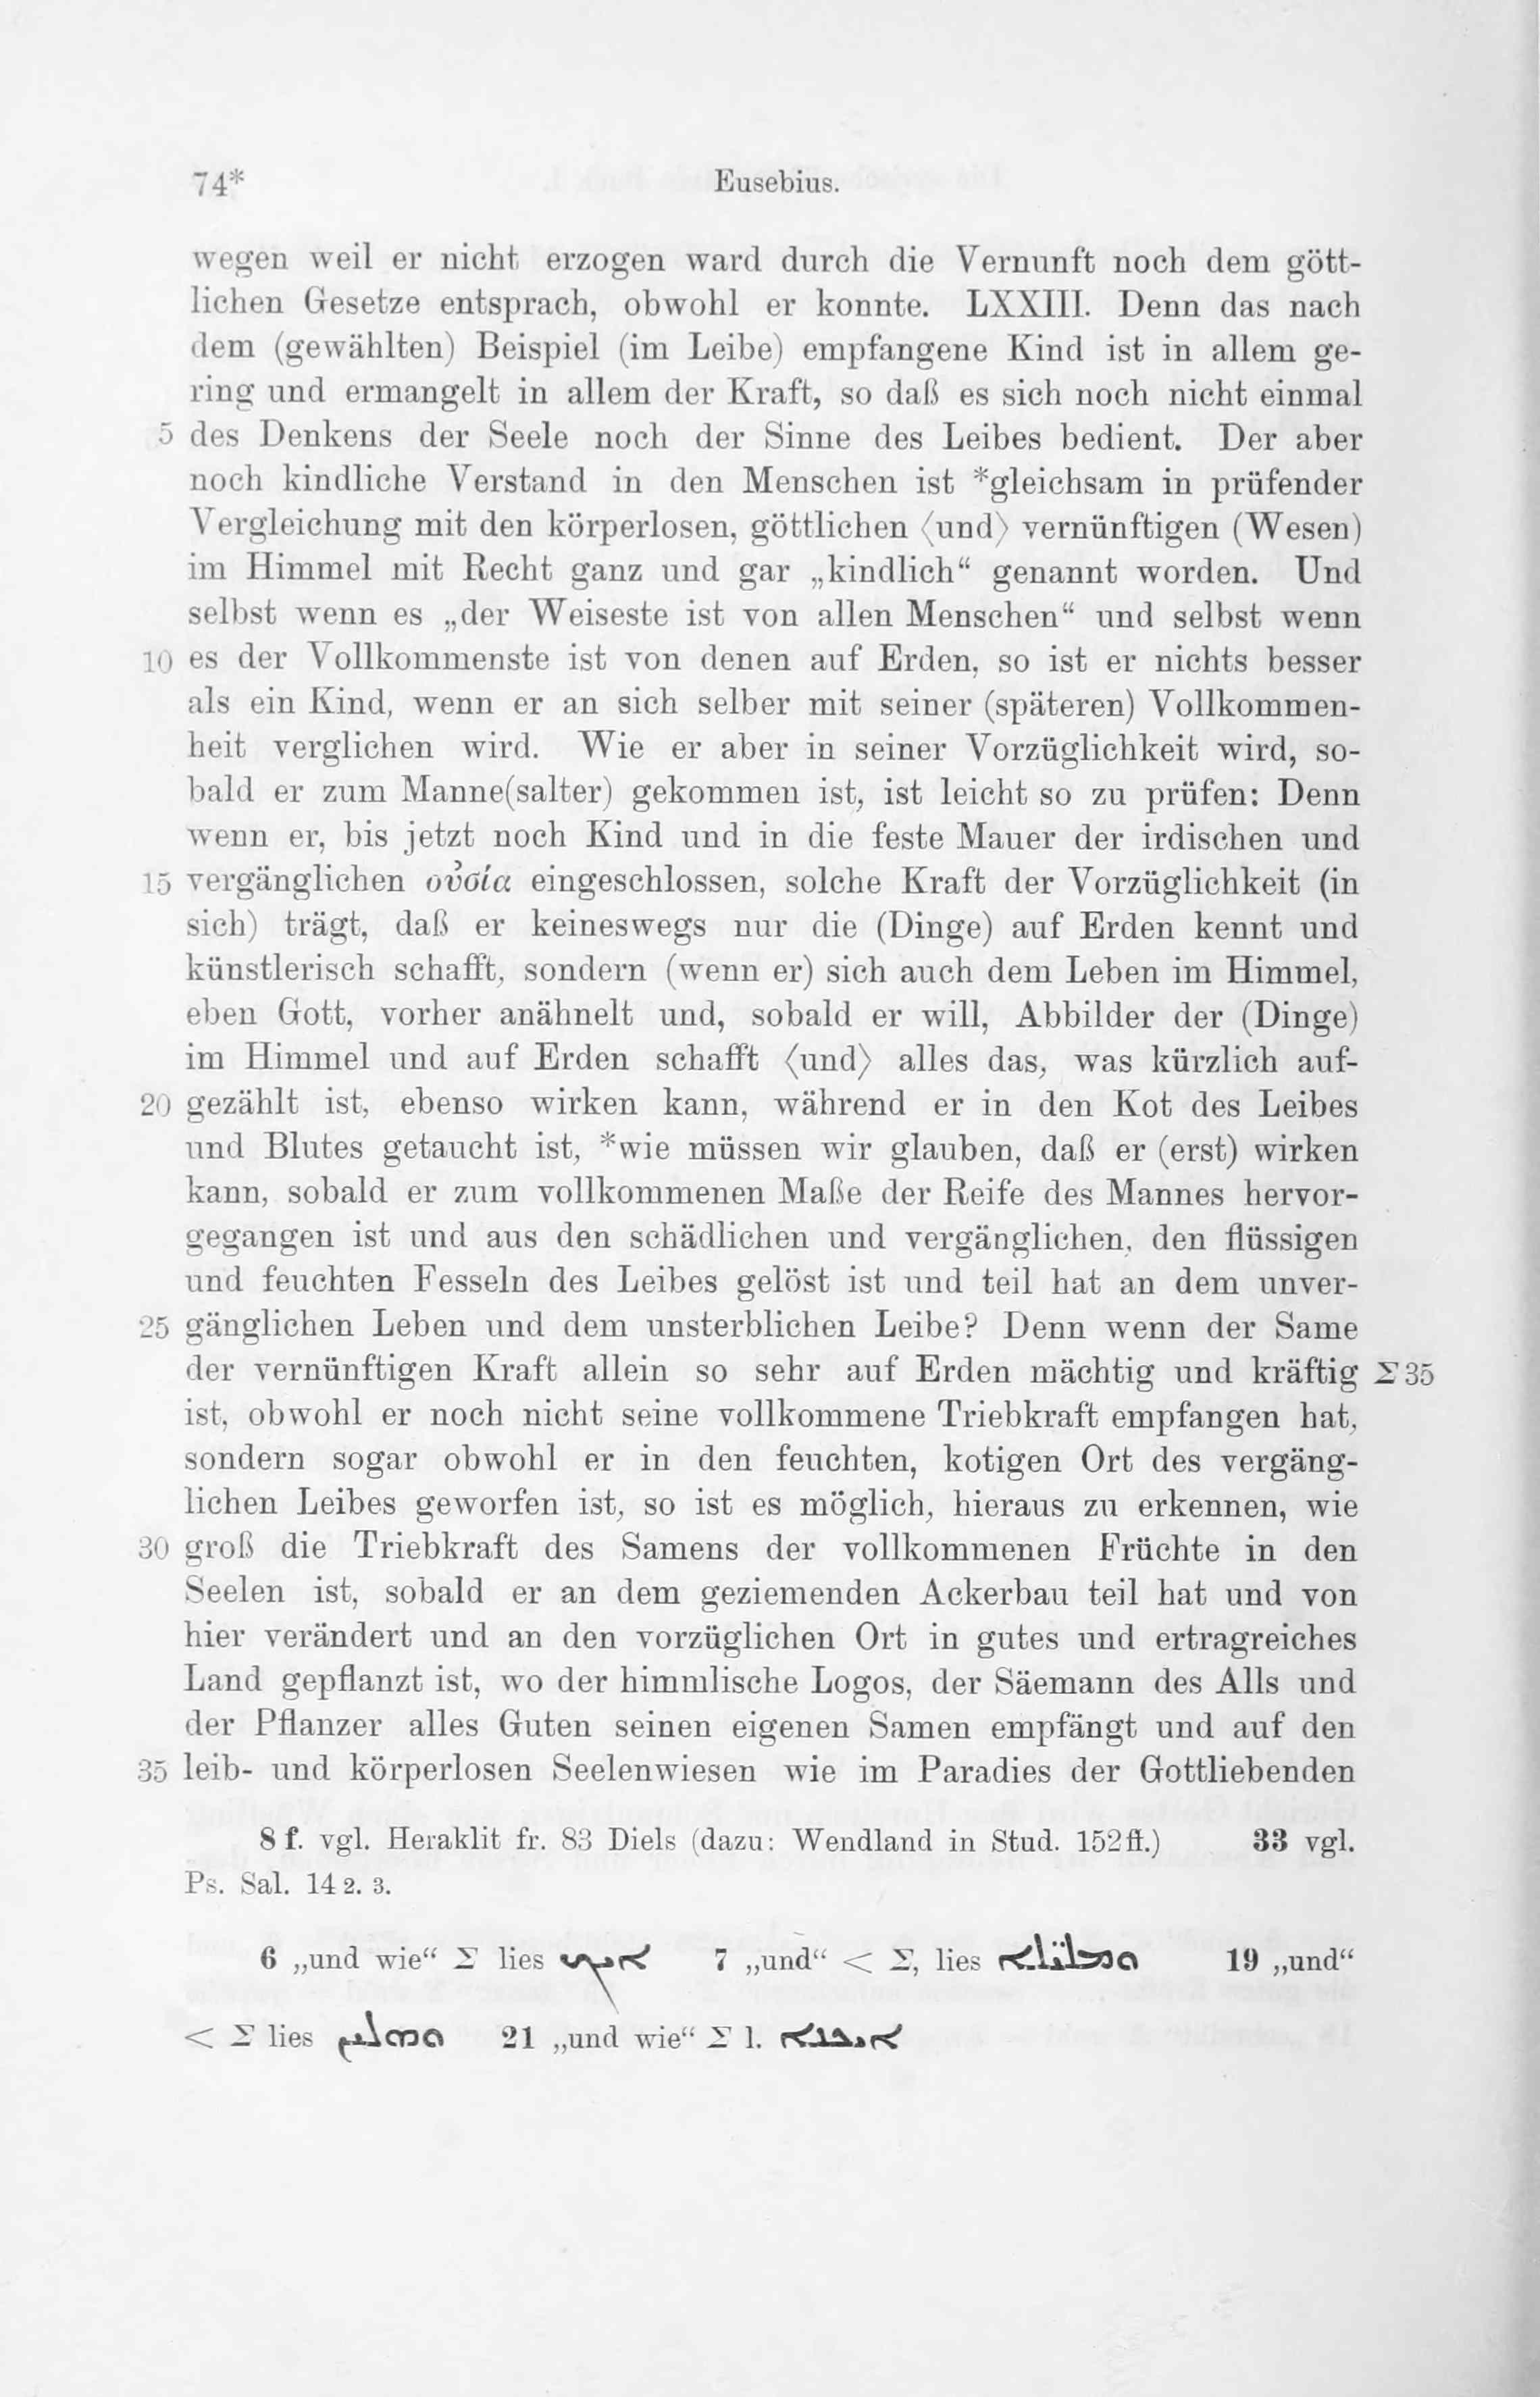 74* Eusebius.
wegen weil er nicht erzogen ward durch die Vernunft noch dem gött-
lichen Gesetze entsprach, obwohl er konnte. LXXIII. Denn das nach
dem (gewählten) Beispiel (im Leibe) empfangene Kind ist in allem ge-
ring und ermangelt in allem der Kraft, so daß es sich noch nicht einmal
5 des Denkens der Seele noch der Sinne des Leibes bedient. Der aber
noch kindliche Verstand in den Menschen ist *gleichsam in prüfender
Vergleichung mit den körperlosen, göttlichen ⟨und⟩ vernünftigen (Wesen)
im Himmel mit Recht ganz und gar „kindlich“ genannt worden. Und
selbst wenn es „der Weiseste ist von allen Menschen“ und selbst wenn
10 es der Vollkommenste ist von denen auf Erden, so ist er nichts besser
als ein Kind, wenn er an sich selber mit seiner (späteren) Vollkommen-
heit verglichen wird. Wie er aber in seiner Vorzüglichkeit wird, so-
bald er zum Manne(salter) gekommen ist, ist leicht so zu prüfen: Denn
wenn er, bis jetzt noch Kind und in die feste Mauer der irdischen und
15 vergänglichen οὐσία eingeschlossen, solche Kraft der Vorzüglichkeit (in
sich) trägt, daß er keineswegs nur die (Dinge) auf Erden kennt und
künstlerisch schafft, sondern (wenn er) sich auch dem Leben im Himmel,
eben Gott, vorher anähnelt und, sobald er will, Abbilder der (Dinge)
im Himmel und auf Erden schafft ⟨und⟩ alles das, was kürzlich auf-
20 gezählt ist, ebenso wirken kann, während er in den Kot des Leibes
und Blutes getaucht ist, *wie müssen wir glauben, daß er (erst) wirken
kann, sobald er zum vollkommenen Maße der Reife des Mannes hervor-
gegangen ist und aus den schädlichen und vergänglichen, den flüssigen
und feuchten Fesseln des Leibes gelöst ist und teil hat an dem unver-
25 gänglichen Leben und dem unsterblichen Leibe? Denn wenn der Same
der vernünftigen Kraft allein so sehr auf Erden mächtig und kräftig Σ 35
ist, obwohl er noch nicht seine vollkommene Triebkraft empfangen hat,
sondern sogar obwohl er in den feuchten, kotigen Ort des vergäng-
lichen Leibes geworfen ist, so ist es möglich, hieraus zu erkennen, wie
30 groß die Triebkraft des Samens der vollkommenen Früchte in den
Seelen ist, sobald er an dem geziemenden Ackerbau teil hat und von
hier verändert und an den vorzüglichen Ort in gutes und ertragreiches
Land gepflanzt ist, wo der himmlische Logos, der Säemann des Alls und
der Pflanzer alles Guten seinen eigenen Samen empfängt und auf den
35 leib- und körperlosen Seelenwiesen wie im Paradies der Gottliebenden
8 f. vgl. Heraklit fr. 83 Diels (dazu: Wendland in Stud. 152 ff.) 33 vgl.
Ps. Sal. 14 2. 3.
6 „und wie“ Σ lies ܐܝܟ 7 „und“ < Σ, lies ܘܡܠܝ̈ܠܐ 19 „und“
< Σ lies ܘܗܠܝܢ 21 „und wie“ Σ l. ܐܝܟܢܐ